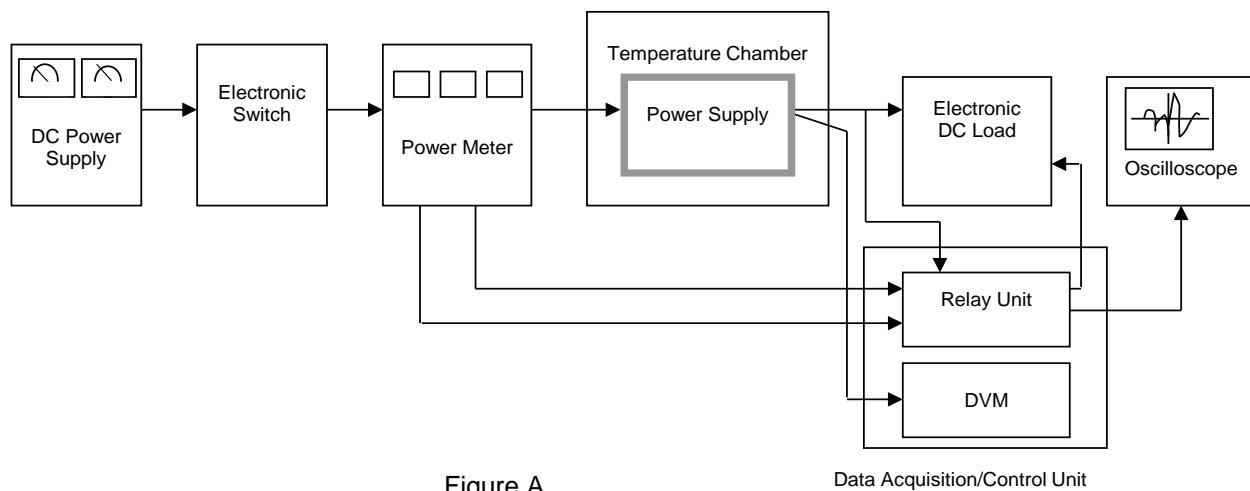 Temperature Chamber
DC Power
Supply
Electronic
Switch
Power Meter
Power Supply
Electronic
DC Load
Oscilloscope
Relay Unit
DVM
Figure A
Data Acquisition/Control Unit